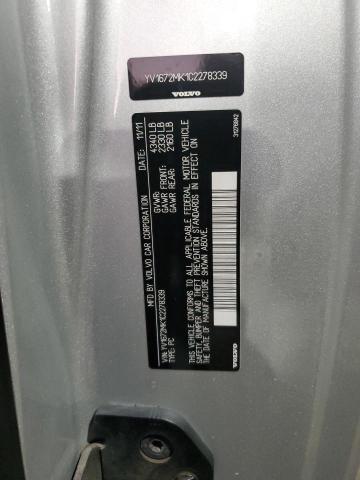 YV1672MK1C2278339
VOLVO
MFD BY VOLVO CAR CORPORATION
DATE: 11/11
GVWR: 4340 LB
GAWR FRONT: 2330 LB
GAWR REAR: 2160 LB
VIN: YV1672MK1C2278339
TYPE: PC
THIS VEHICLE CONFORMS TO ALL APPLICABLE FEDERAL MOTOR VEHICLE
SAFETY, BUMPER AND THEFT PREVENTION STANDARDS IN EFFECT
ON THE DATE OF MANUFACTURE SHOWN ABOVE.
VOLVO
31276942